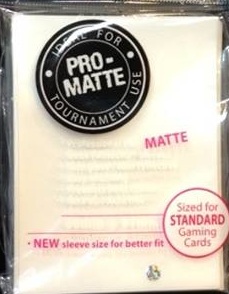 IDEAL FOR
PRO-
MATTE
TOURNAMENT USE
MATTE
Sized for
STANDARD
Gaming
Cards
• NEW sleeve size for better fit